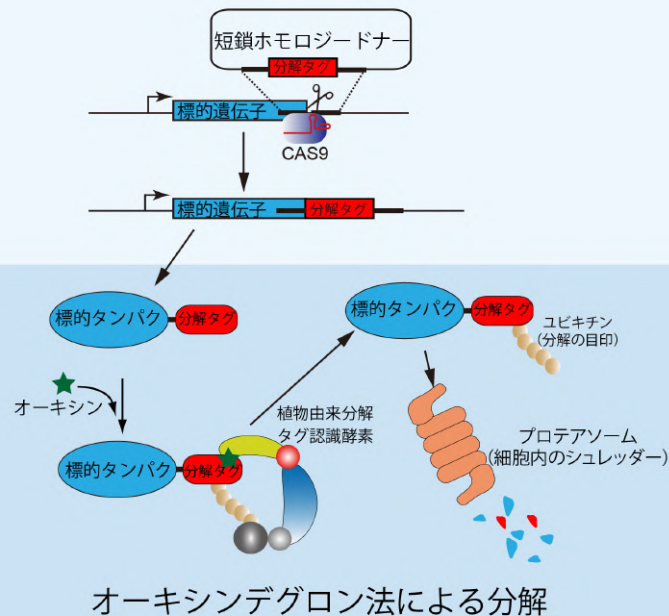 短鎖ホモロジードナー
分解タグ
標的遺伝子
CAS9
標的遺伝子
分解タグ
標的タンパク
分解タグ
標的タンパク
分解タグ
ユビキチン
(分解の目印)
オーキシン
植物由来分解
タグ認識酵素
標的タンパク
分解タグ
プロテアソーム
(細胞内のシュレッダー)
オーキシンデグロン法による分解